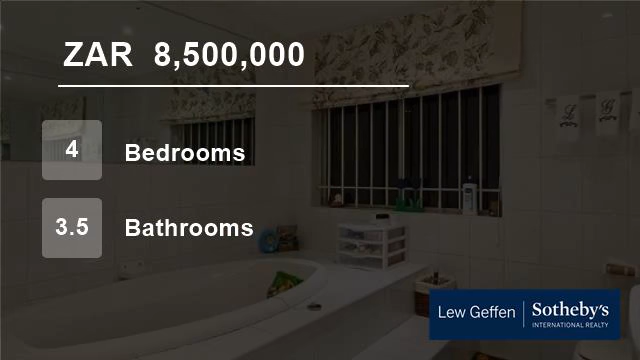 ZAR 8,500,000
4 Bedrooms
3.5 Bathrooms
Lew Geffen | Sotheby's
INTERNATIONAL REALTY